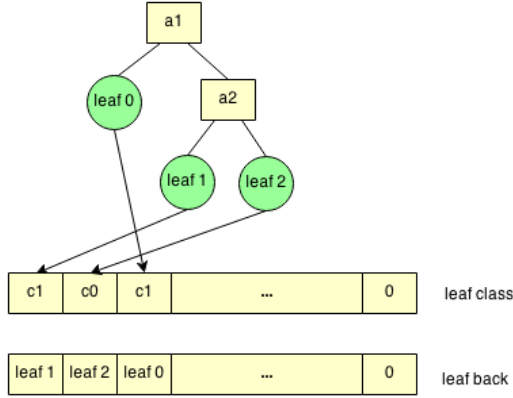 a1
leaf 0
a2
leaf 1
leaf 2
c1 c0 c1 ... 0 leaf class
leaf 1 leaf 2 leaf 0 ... 0 leaf back